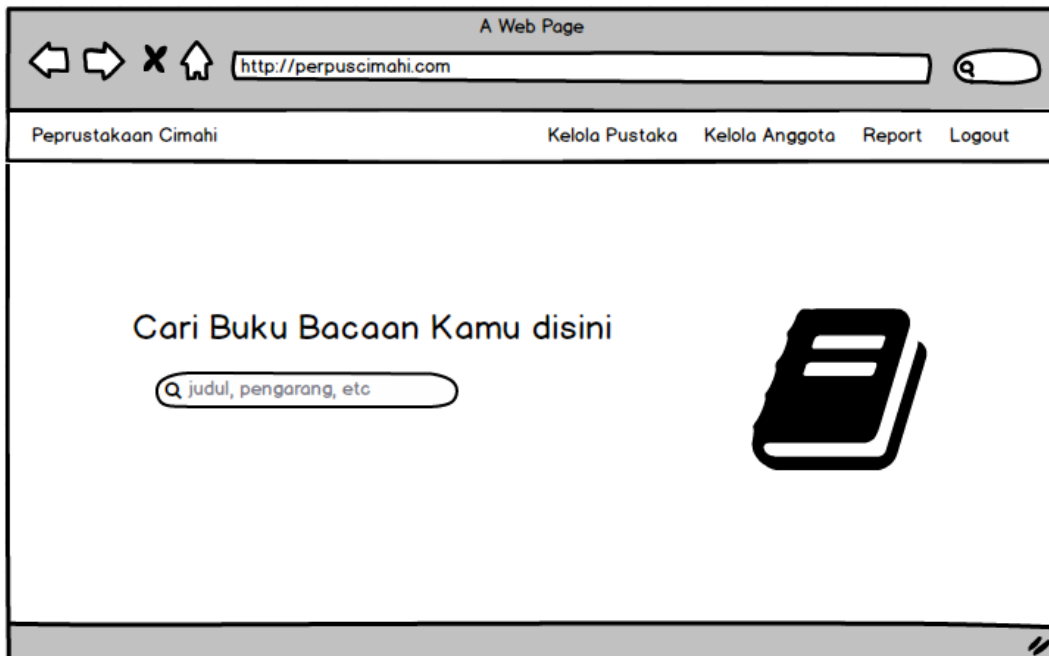 A Web Page
http://perpuscimahi.com
Peprustakaan Cimahi Kelola Pustaka Kelola Anggota Report Logout
Cari Buku Bacaan Kamu disini
judul, pengarang, etc